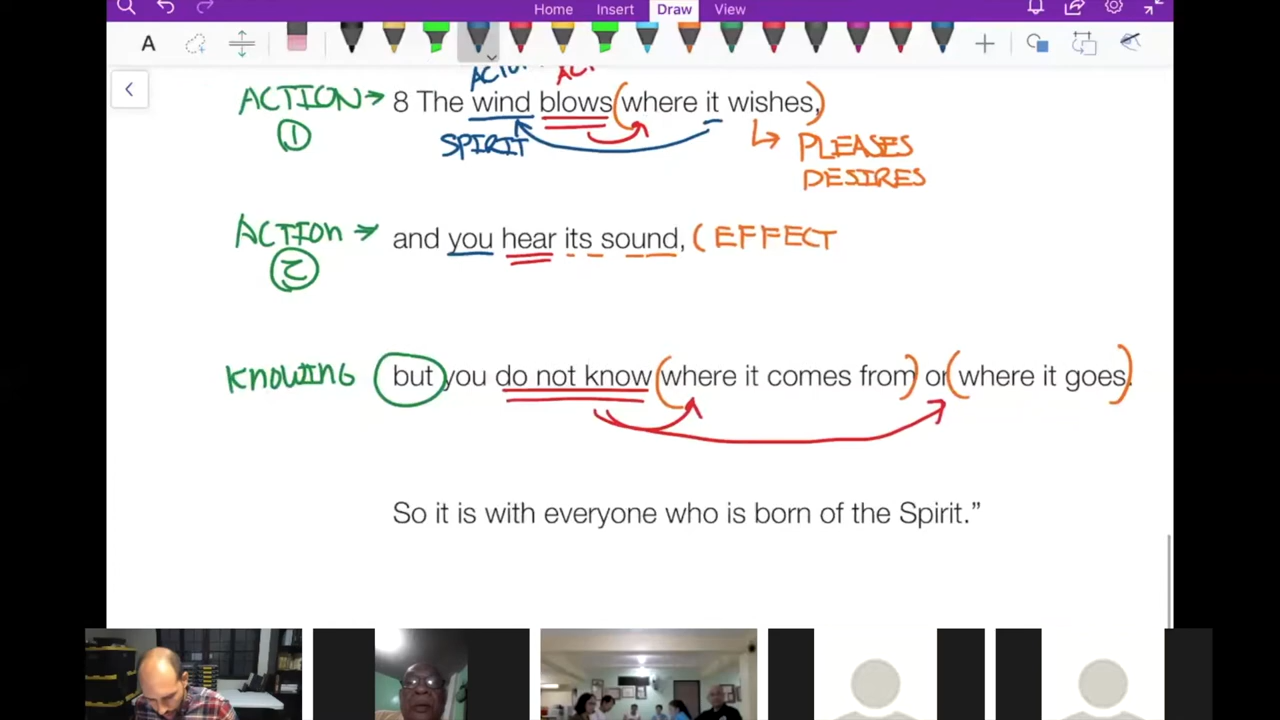 Home Insert Draw View
A
ACTION → 8 The wind blows (where it wishes,)
① SPIRIT ↳ PLEASES
DESIRES
ACTION → and you hear its sound, (EFFECT
②
KNOWING but you do not know (where it comes from) or (where it goes.)
So it is with everyone who is born of the Spirit.”